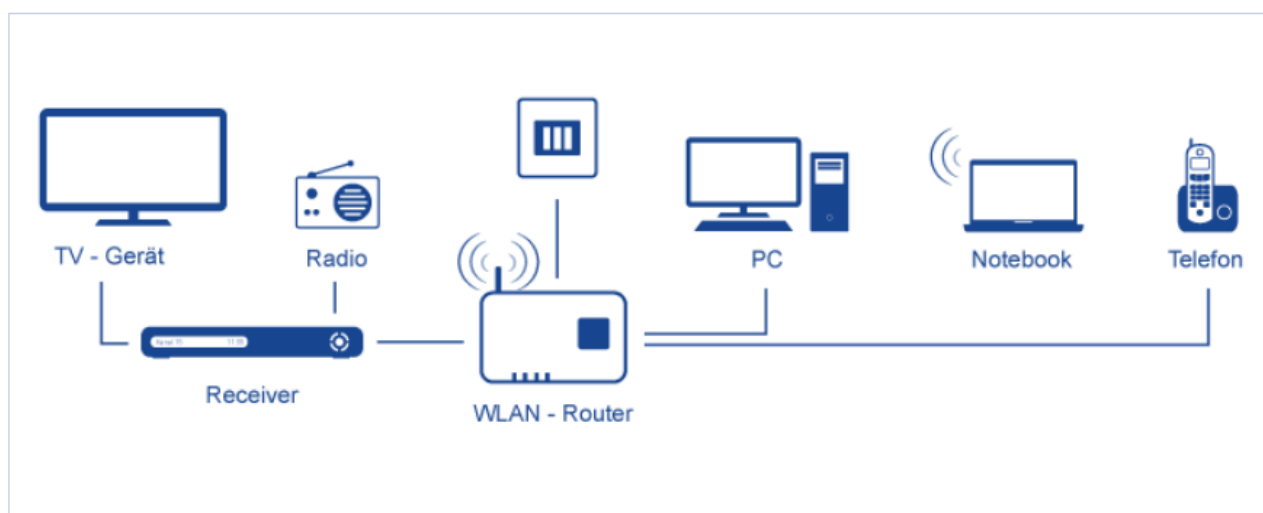 TV - Gerät
Radio
PC
Notebook
Telefon
Receiver
WLAN - Router